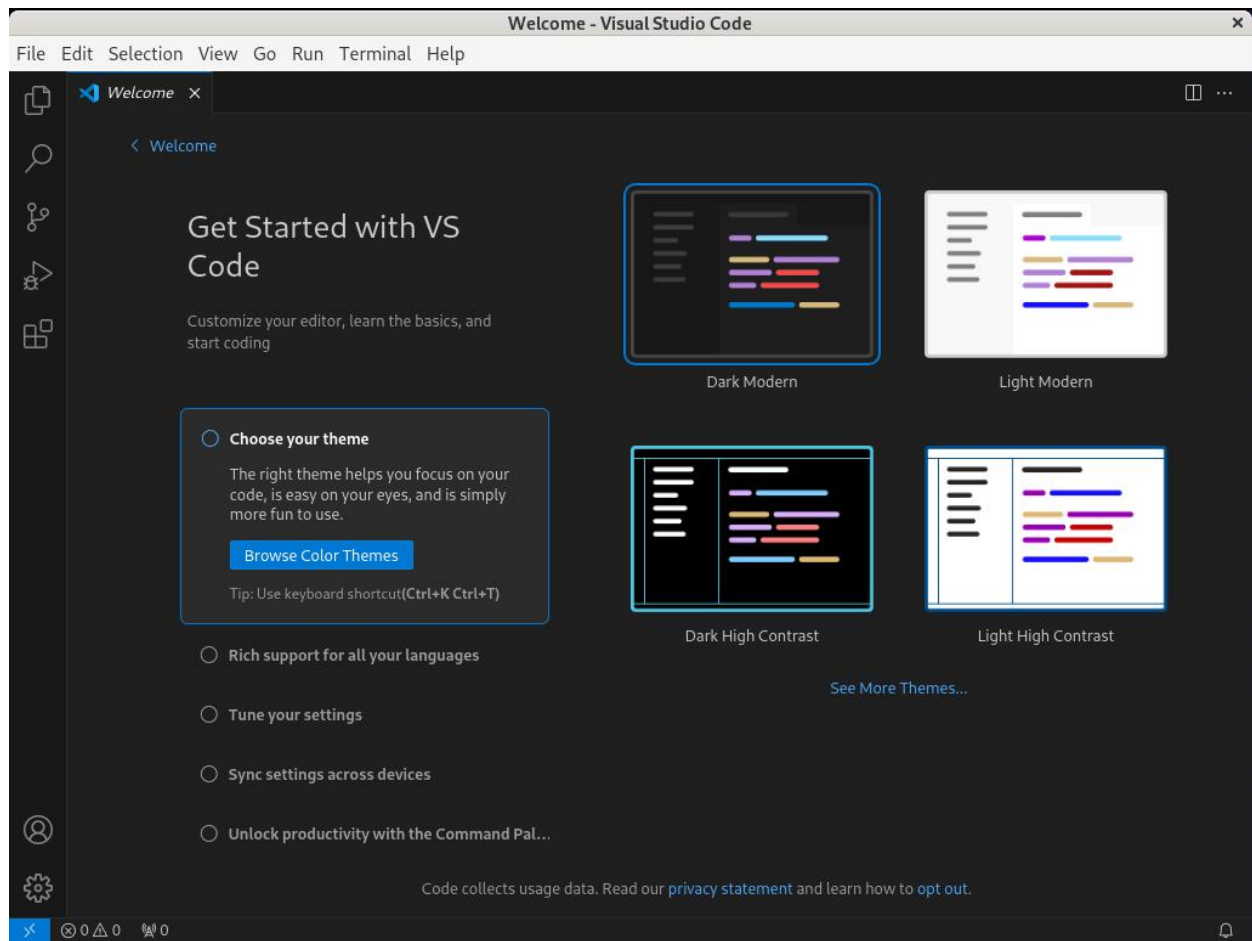 Welcome - Visual Studio Code
File Edit Selection View Go Run Terminal Help
Welcome
Welcome
Get Started with VS
Code
Customize your editor, learn the basics, and
start coding
Choose your theme
The right theme helps you focus on your
code, is easy on your eyes, and is simply
more fun to use.
Browse Color Themes
Tip: Use keyboard shortcut(Ctrl+K Ctrl+T)
Rich support for all your languages
Tune your settings
Sync settings across devices
Unlock productivity with the Command Pal...
Dark Modern
Light Modern
Dark High Contrast
Light High Contrast
See More Themes...
Code collects usage data. Read our privacy statement and learn how to opt out.
0 0 0